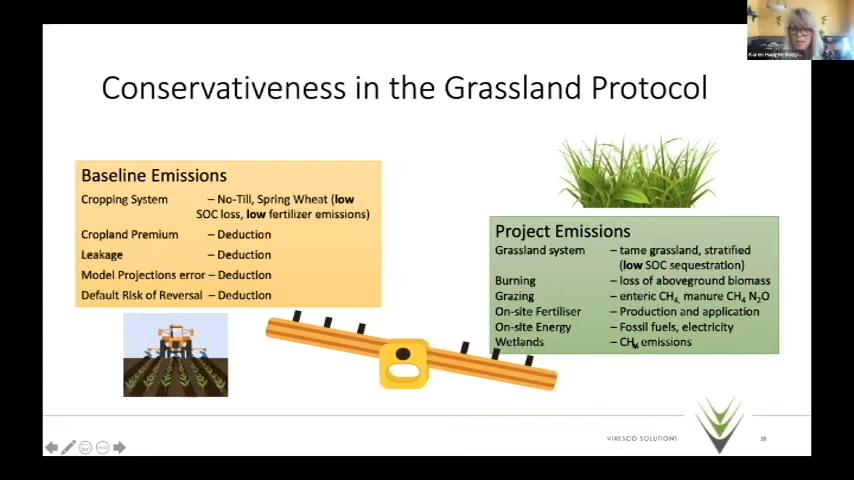 Conservativeness in the Grassland Protocol
Baseline Emissions
Cropping System – No-Till, Spring Wheat (low
SOC loss, low fertilizer emissions)
Cropland Premium – Deduction
Leakage – Deduction
Model Projections error – Deduction
Default Risk of Reversal – Deduction
Project Emissions
Grassland system – tame grassland, stratified
(low SOC sequestration)
Burning – loss of aboveground biomass
Grazing – enteric CH4, manure CH4 N2O
On-site Fertiliser – Production and application
On-site Energy – Fossil fuels, electricity
Wetlands – CH4 emissions
VIRESCO SOLUTIONS
38
Karen Haugen-